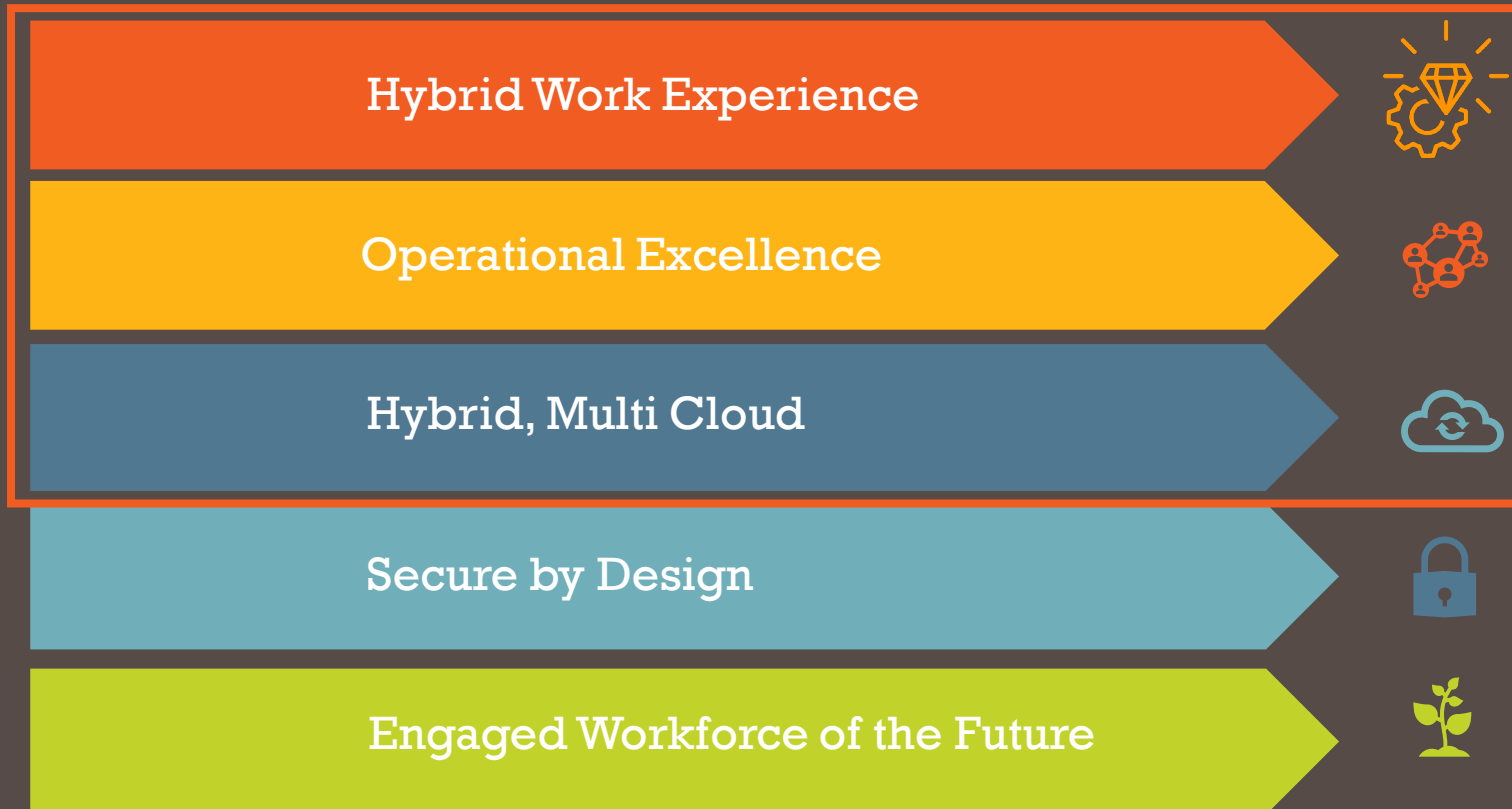 Hybrid Work Experience
Operational Excellence
Hybrid, Multi Cloud
Secure by Design
Engaged Workforce of the Future